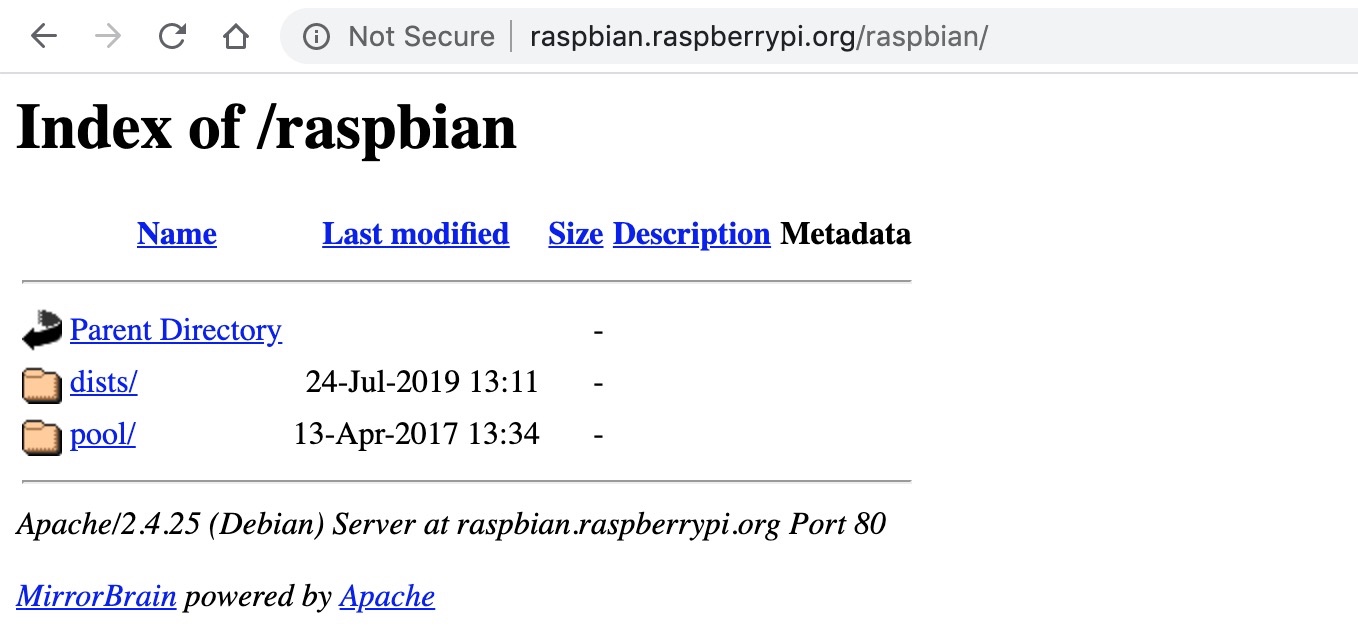 Not Secure | raspbian.raspberrypi.org/raspbian/
Index of /raspbian
Name Last modified Size Description Metadata
Parent Directory -
dists/ 24-Jul-2019 13:11 -
pool/ 13-Apr-2017 13:34 -
Apache/2.4.25 (Debian) Server at raspbian.raspberrypi.org Port 80
MirrorBrain powered by Apache